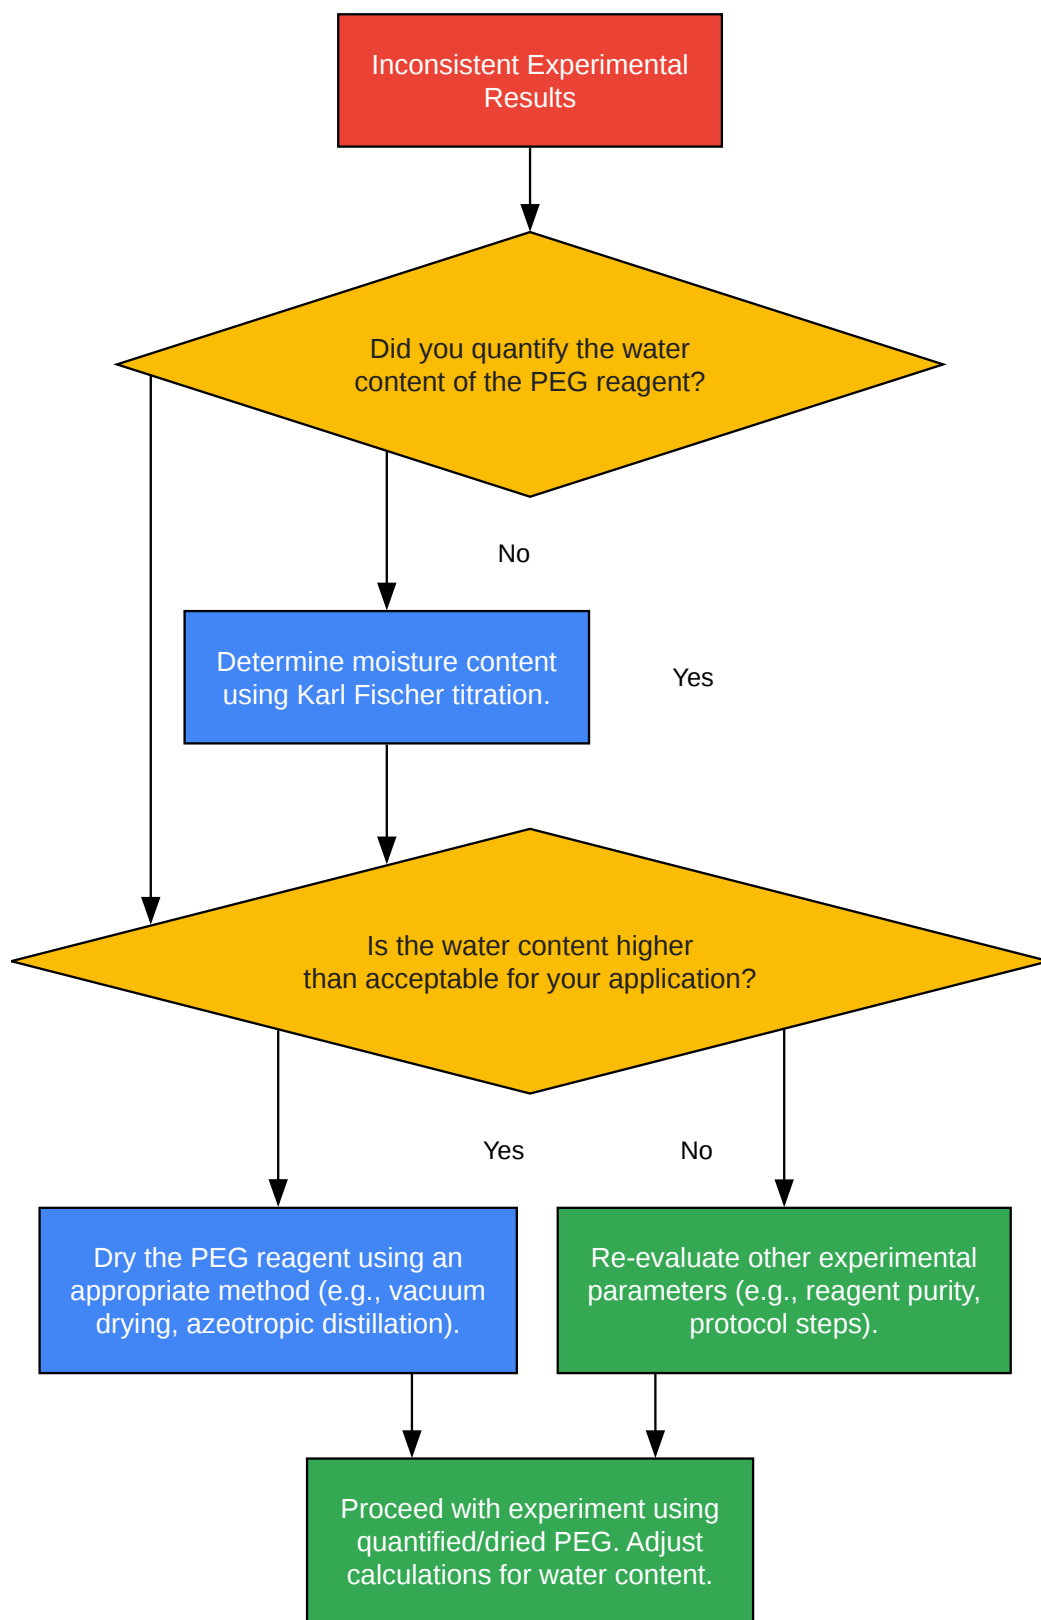 Inconsistent Experimental
Results
Did you quantify the water
content of the PEG reagent?
No
Determine moisture content
using Karl Fischer titration.
Yes
Is the water content higher
than acceptable for your application?
Yes
No
Dry the PEG reagent using an
appropriate method (e.g., vacuum
drying, azeotropic distillation).
Re-evaluate other experimental
parameters (e.g., reagent purity,
protocol steps).
Proceed with experiment using
quantified/dried PEG. Adjust
calculations for water content.